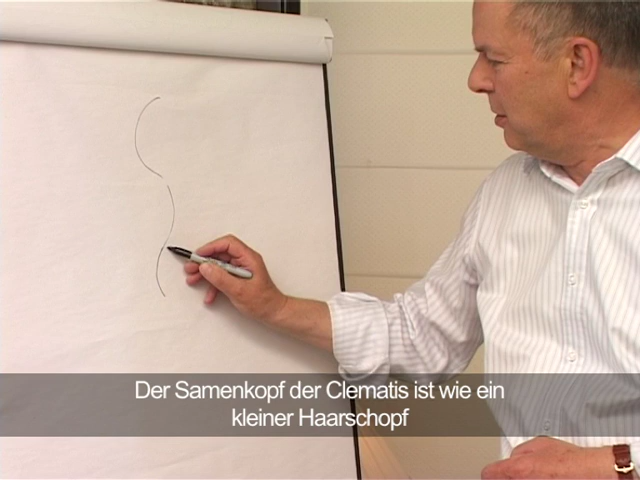 Der Samenkopf der Clematis ist wie ein
kleiner Haarschopf